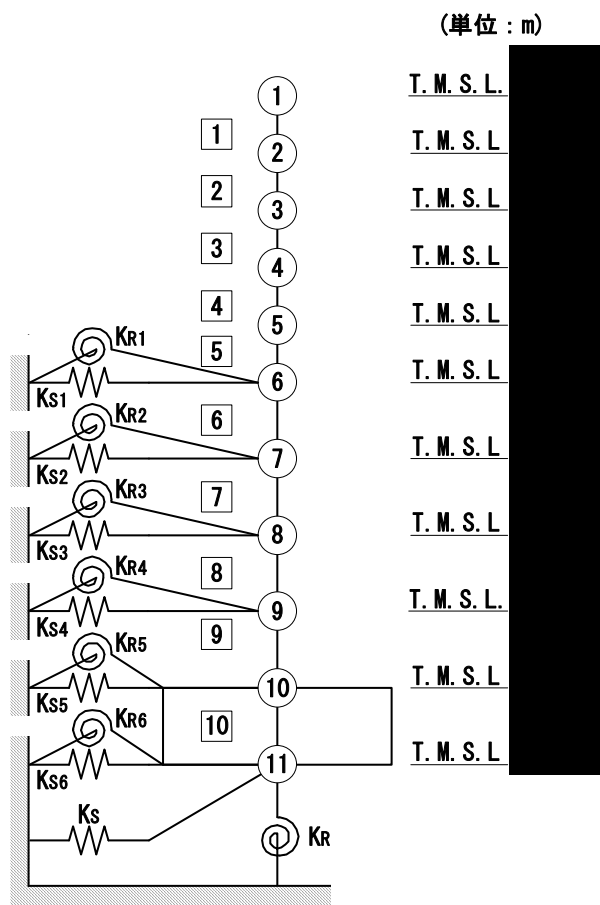 (単位:m)
1
T. M. S. L.
1
2
T. M. S. L
2
3
T. M. S. L
3
4
T. M. S. L
4
5
T. M. S. L
KR1
5
6
T. M. S. L
KS1
KR2
6
7
T. M. S. L
KS2
KR3
7
8
T. M. S. L
KS3
KR4
8
9
T. M. S. L.
KS4
KR5
9
10
T. M. S. L
KS5
KR6
10
11
T. M. S. L
KS6
KS
KR